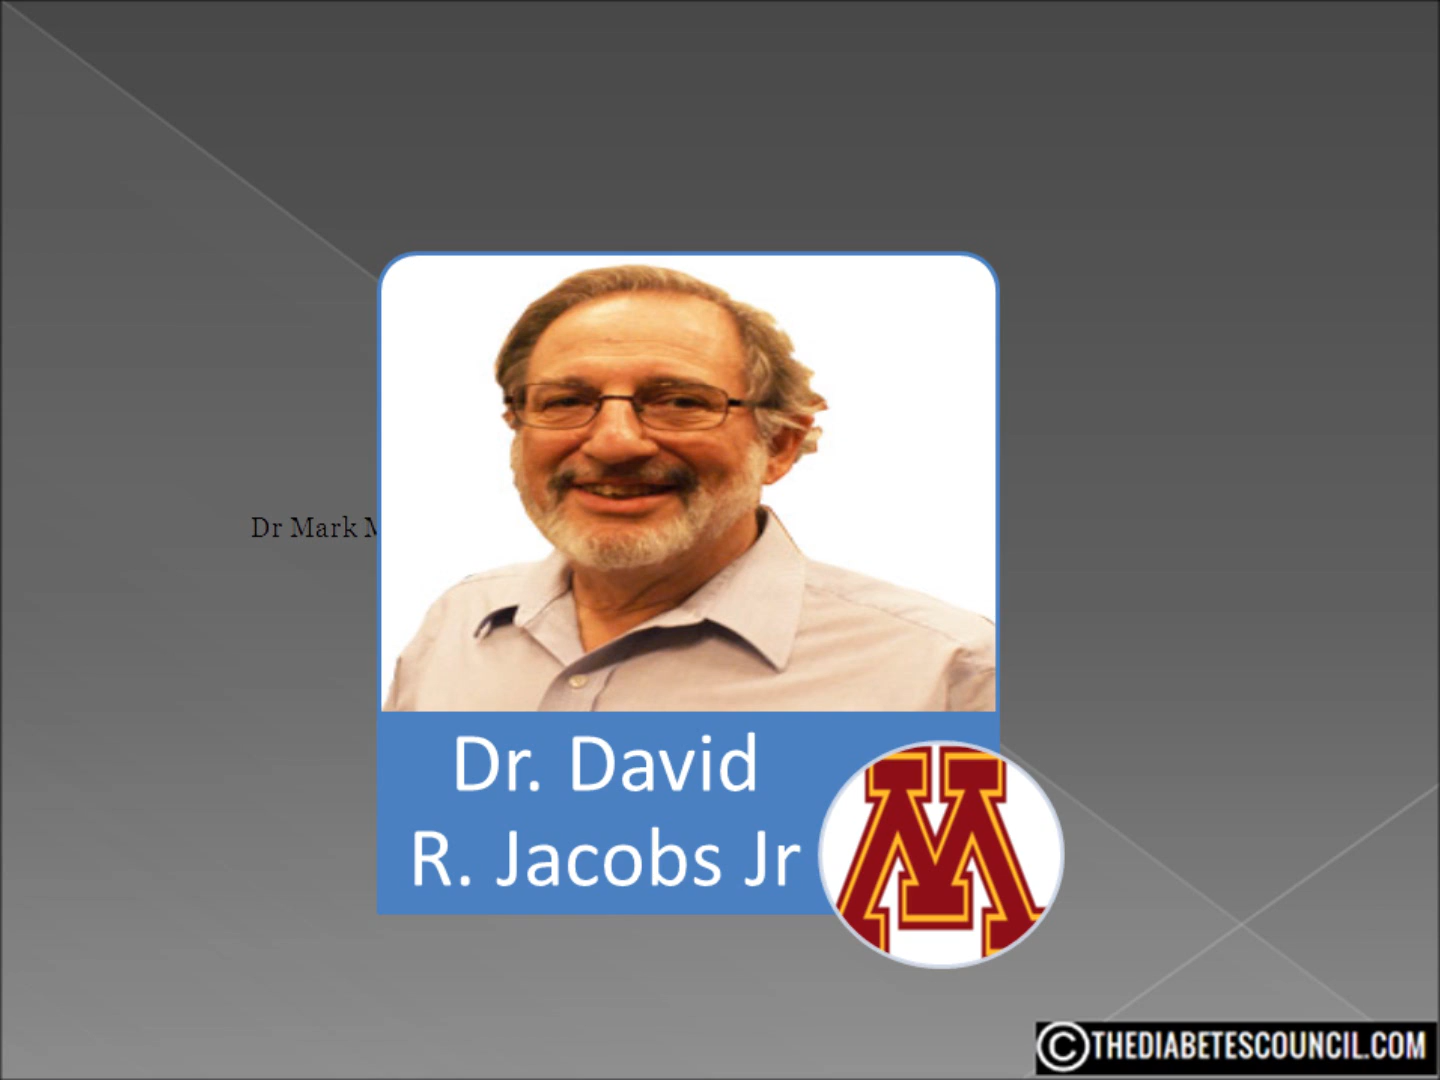 Dr Mark M
Dr. David
R. Jacobs Jr
M
©THEDIABETESCOUNCIL.COM